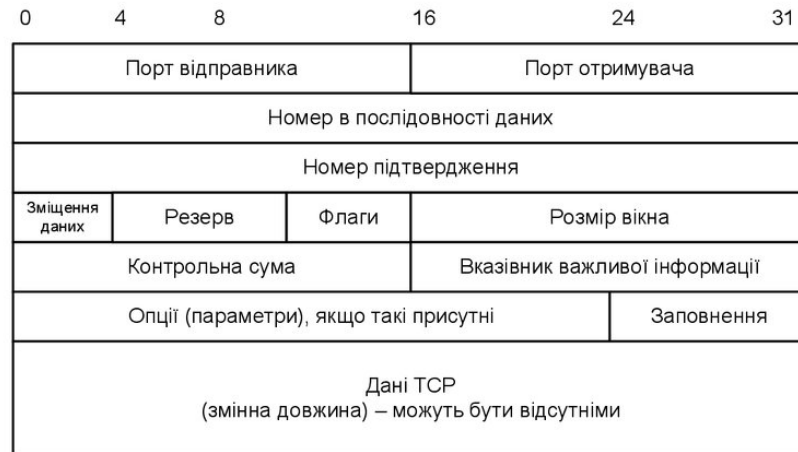 0 4 8 16 24 31
Порт відправника Порт отримувача
Номер в послідовності даних
Номер підтвердження
Зміщення даних Резерв Флаги Розмір вікна
Контрольна сума Вказівник важливої інформації
Опції (параметри), якщо такі присутні Заповнення
Дані TCP
(змінна довжина) – можуть бути відсутніми